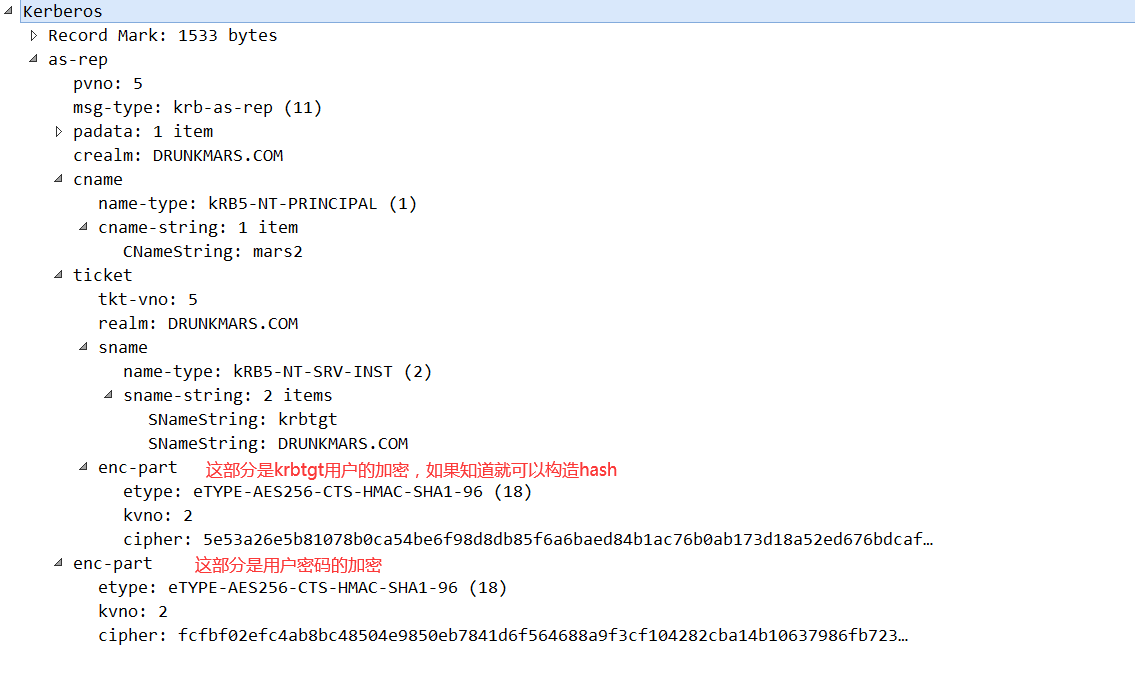 Kerberos
Record Mark: 1533 bytes
as-rep
pvno: 5
msg-type: krb-as-rep (11)
padata: 1 item
crealm: DRUNKMARS.COM
cname
name-type: kRB5-NT-PRINCIPAL (1)
cname-string: 1 item
CNameString: mars2
ticket
tkt-vno: 5
realm: DRUNKMARS.COM
sname
name-type: kRB5-NT-SRV-INST (2)
sname-string: 2 items
SNameString: krbtgt
SNameString: DRUNKMARS.COM
enc-part 这部分是krbtgt用户的加密，如果知道就可以构造hash
etype: eTYPE-AES256-CTS-HMAC-SHA1-96 (18)
kvno: 2
cipher: 5e53a26e5b81078b0ca54be6f98d8db85f6a6baed84b1ac76b0ab173d18a52ed676bdcaf…
enc-part 这部分是用户密码的加密
etype: eTYPE-AES256-CTS-HMAC-SHA1-96 (18)
kvno: 2
cipher: fcfbf02efc4ab8bc48504e9850eb7841d6f564688a9f3cf104282cba14b10637986fb723…